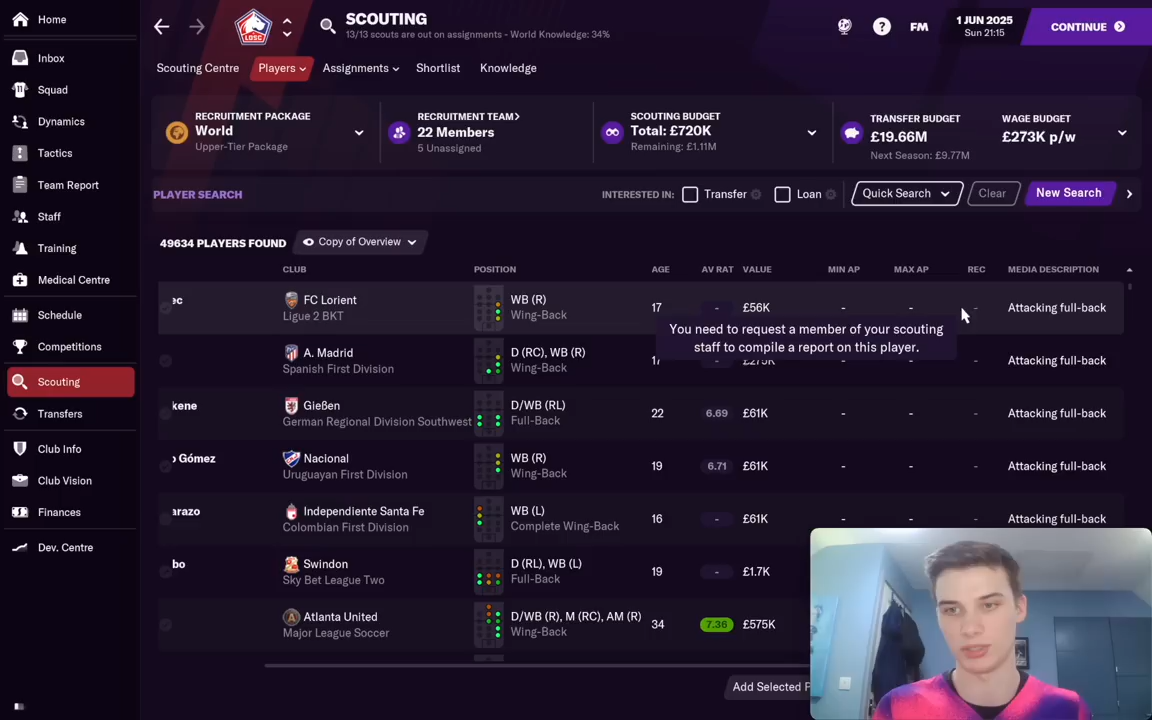 Home
Inbox
Squad
Dynamics
Tactics
Team Report
Staff
Training
Medical Centre
Schedule
Competitions
Scouting
Transfers
Club Info
Club Vision
Finances
Dev. Centre
LOSC
SCOUTING
13/13 scouts are out on assignments - World Knowledge: 34%
?
FM
1 JUN 2025
Sun 21:15
CONTINUE
Scouting Centre
Players
Assignments
Shortlist
Knowledge
RECRUITMENT PACKAGE
World
Upper-Tier Package
RECRUITMENT TEAM>
22 Members
5 Unassigned
SCOUTING BUDGET
Total: £720K
Remaining: £1.11M
TRANSFER BUDGET
£19.66M
Next Season: £9.77M
WAGE BUDGET
£273K p/w
PLAYER SEARCH
INTERESTED IN:
Transfer
Loan
Quick Search
Clear
New Search
49634 PLAYERS FOUND
Copy of Overview
CLUB POSITION AGE AV RAT VALUE MIN AP MAX AP REC MEDIA DESCRIPTION
ec FC Lorient WB (R) 17 - £56K - - - Attacking full-back
Ligue 2 BKT Wing-Back
You need to request a member of your scouting
staff to compile a report on this player.
A. Madrid D (RC), WB (R) 17 £275K - - - Attacking full-back
Spanish First Division Wing-Back
kene Gießen D/WB (RL) 22 6.69 £61K - - - Attacking full-back
German Regional Division Southwest Full-Back
o Gómez Nacional WB (R) 19 6.71 £61K - - - Attacking full-back
Uruguayan First Division Wing-Back
arazo Independiente Santa Fe WB (L) 16 - £61K - - - Attacking full-back
Colombian First Division Complete Wing-Back
bo Swindon D (RL), WB (L) 19 - £1.7K
Sky Bet League Two Full-Back
Atlanta United D/WB (R), M (RC), AM (R) 34 7.36 £575K
Major League Soccer Wing-Back
Add Selected P